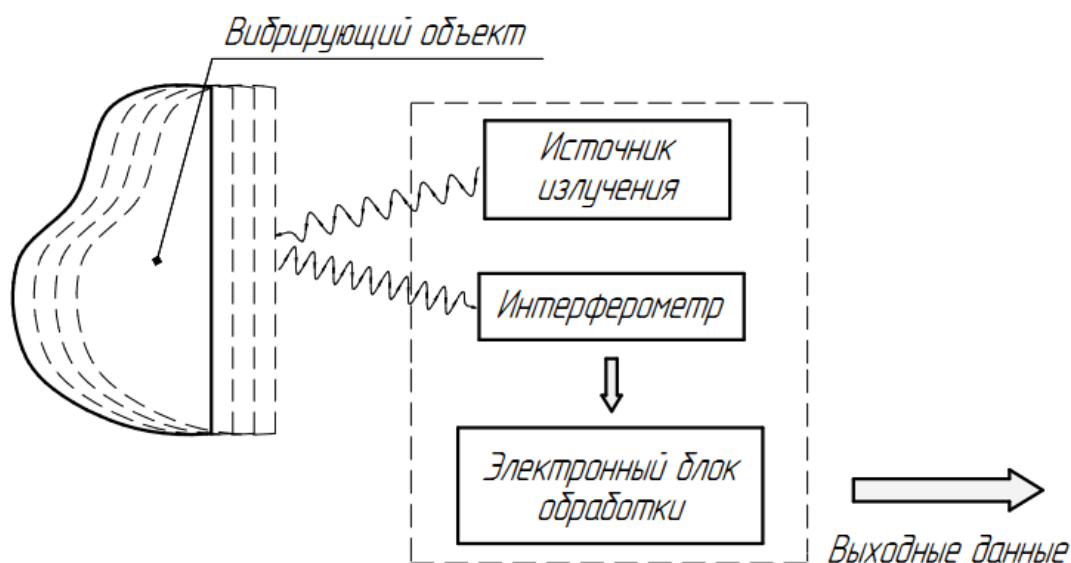 Вибрирующий объект
Источник
излучения
Интерферометр
Электронный блок
обработки
Выходные данные